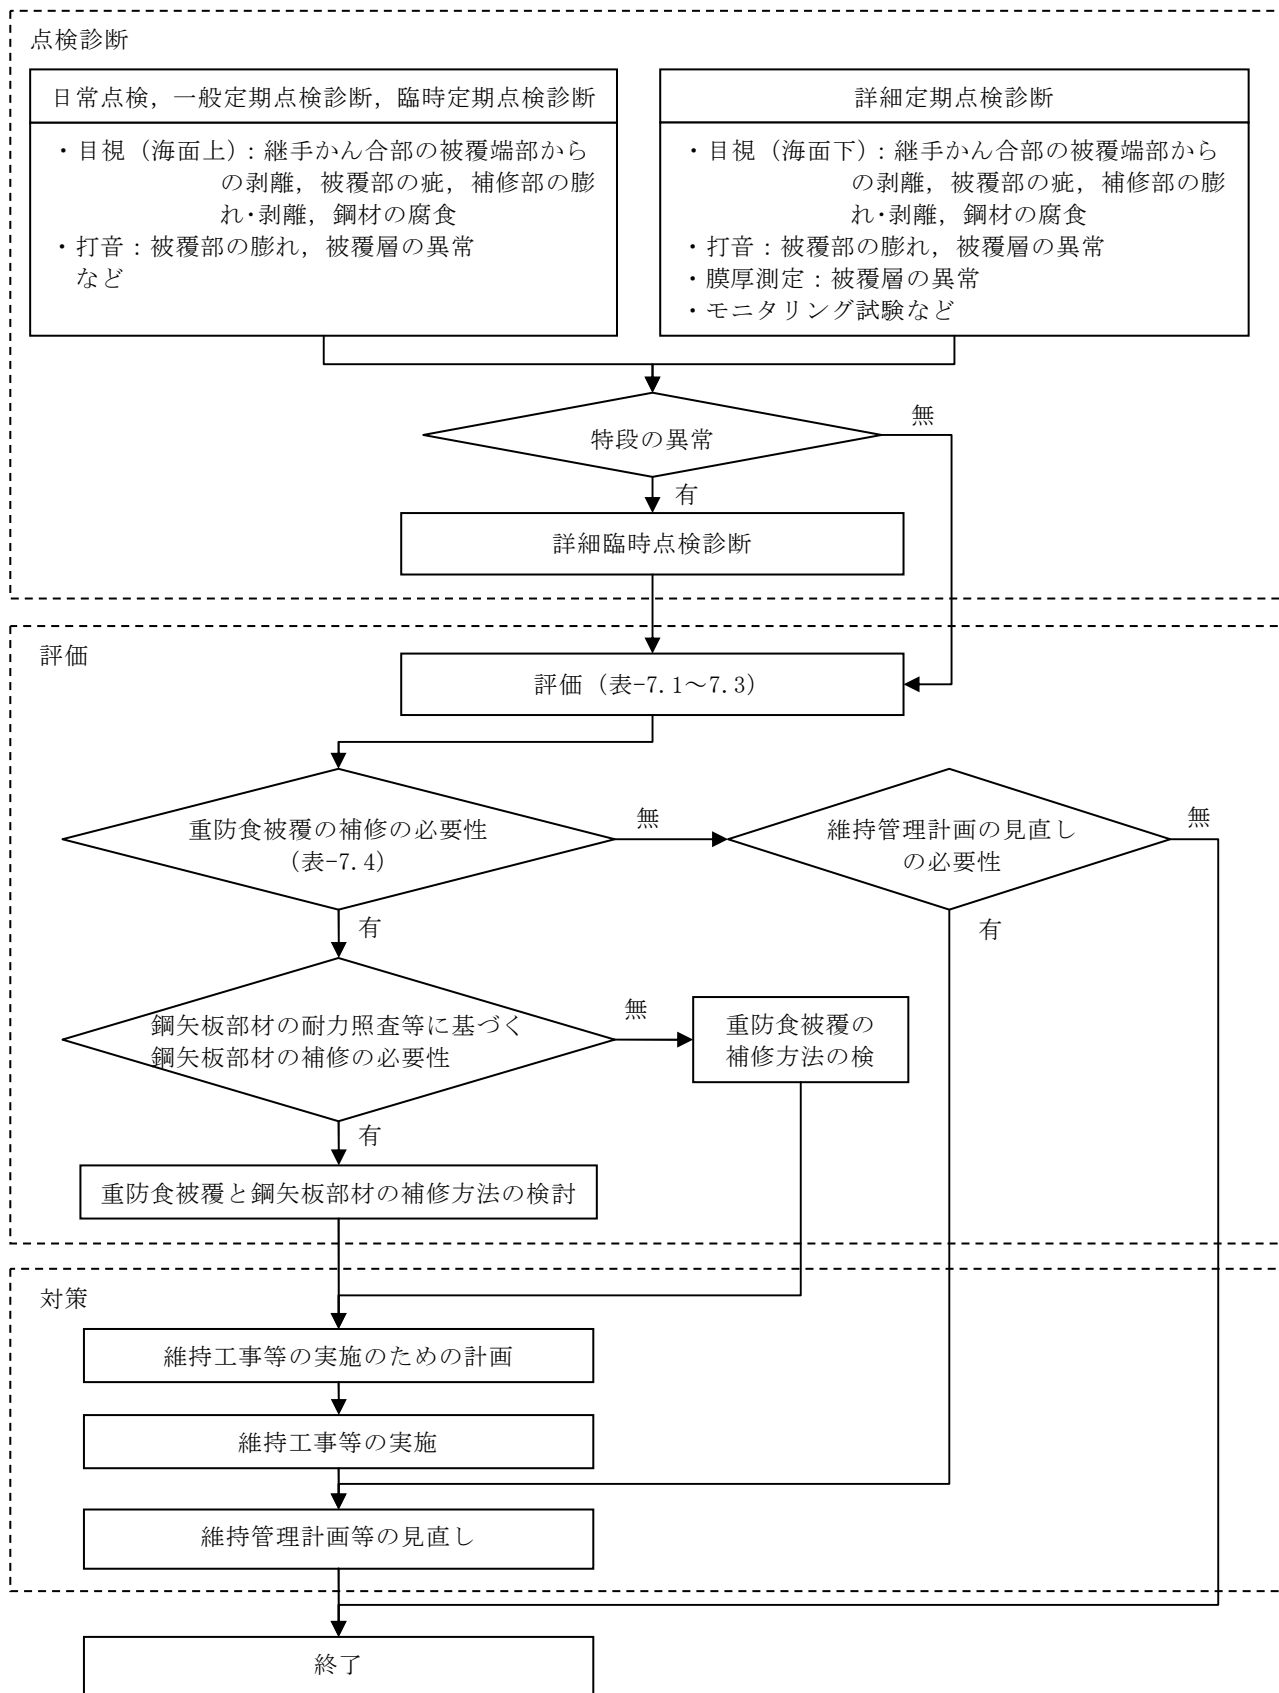 点検診断
日常点検，一般定期点検診断，臨時定期点検診断
・目視（海面上）：継手かん合部の被覆端部から
の剥離，被覆部の疵，補修部の膨
れ・剥離，鋼材の腐食
・打音：被覆部の膨れ，被覆層の異常
など
詳細定期点検診断
・目視（海面下）：継手かん合部の被覆端部から
の剥離，被覆部の疵，補修部の膨
れ・剥離，鋼材の腐食
・打音：被覆部の膨れ，被覆層の異常
・膜厚測定：被覆層の異常
・モニタリング試験など
特段の異常
無
有
詳細臨時点検診断
評価
評価（表-7.1～7.3）
重防食被覆の補修の必要性
（表-7.4）
無
維持管理計画の見直し
の必要性
無
有
有
鋼矢板部材の耐力照査等に基づく
鋼矢板部材の補修の必要性
無
重防食被覆の
補修方法の検
有
重防食被覆と鋼矢板部材の補修方法の検討
対策
維持工事等の実施のための計画
維持工事等の実施
維持管理計画等の見直し
終了